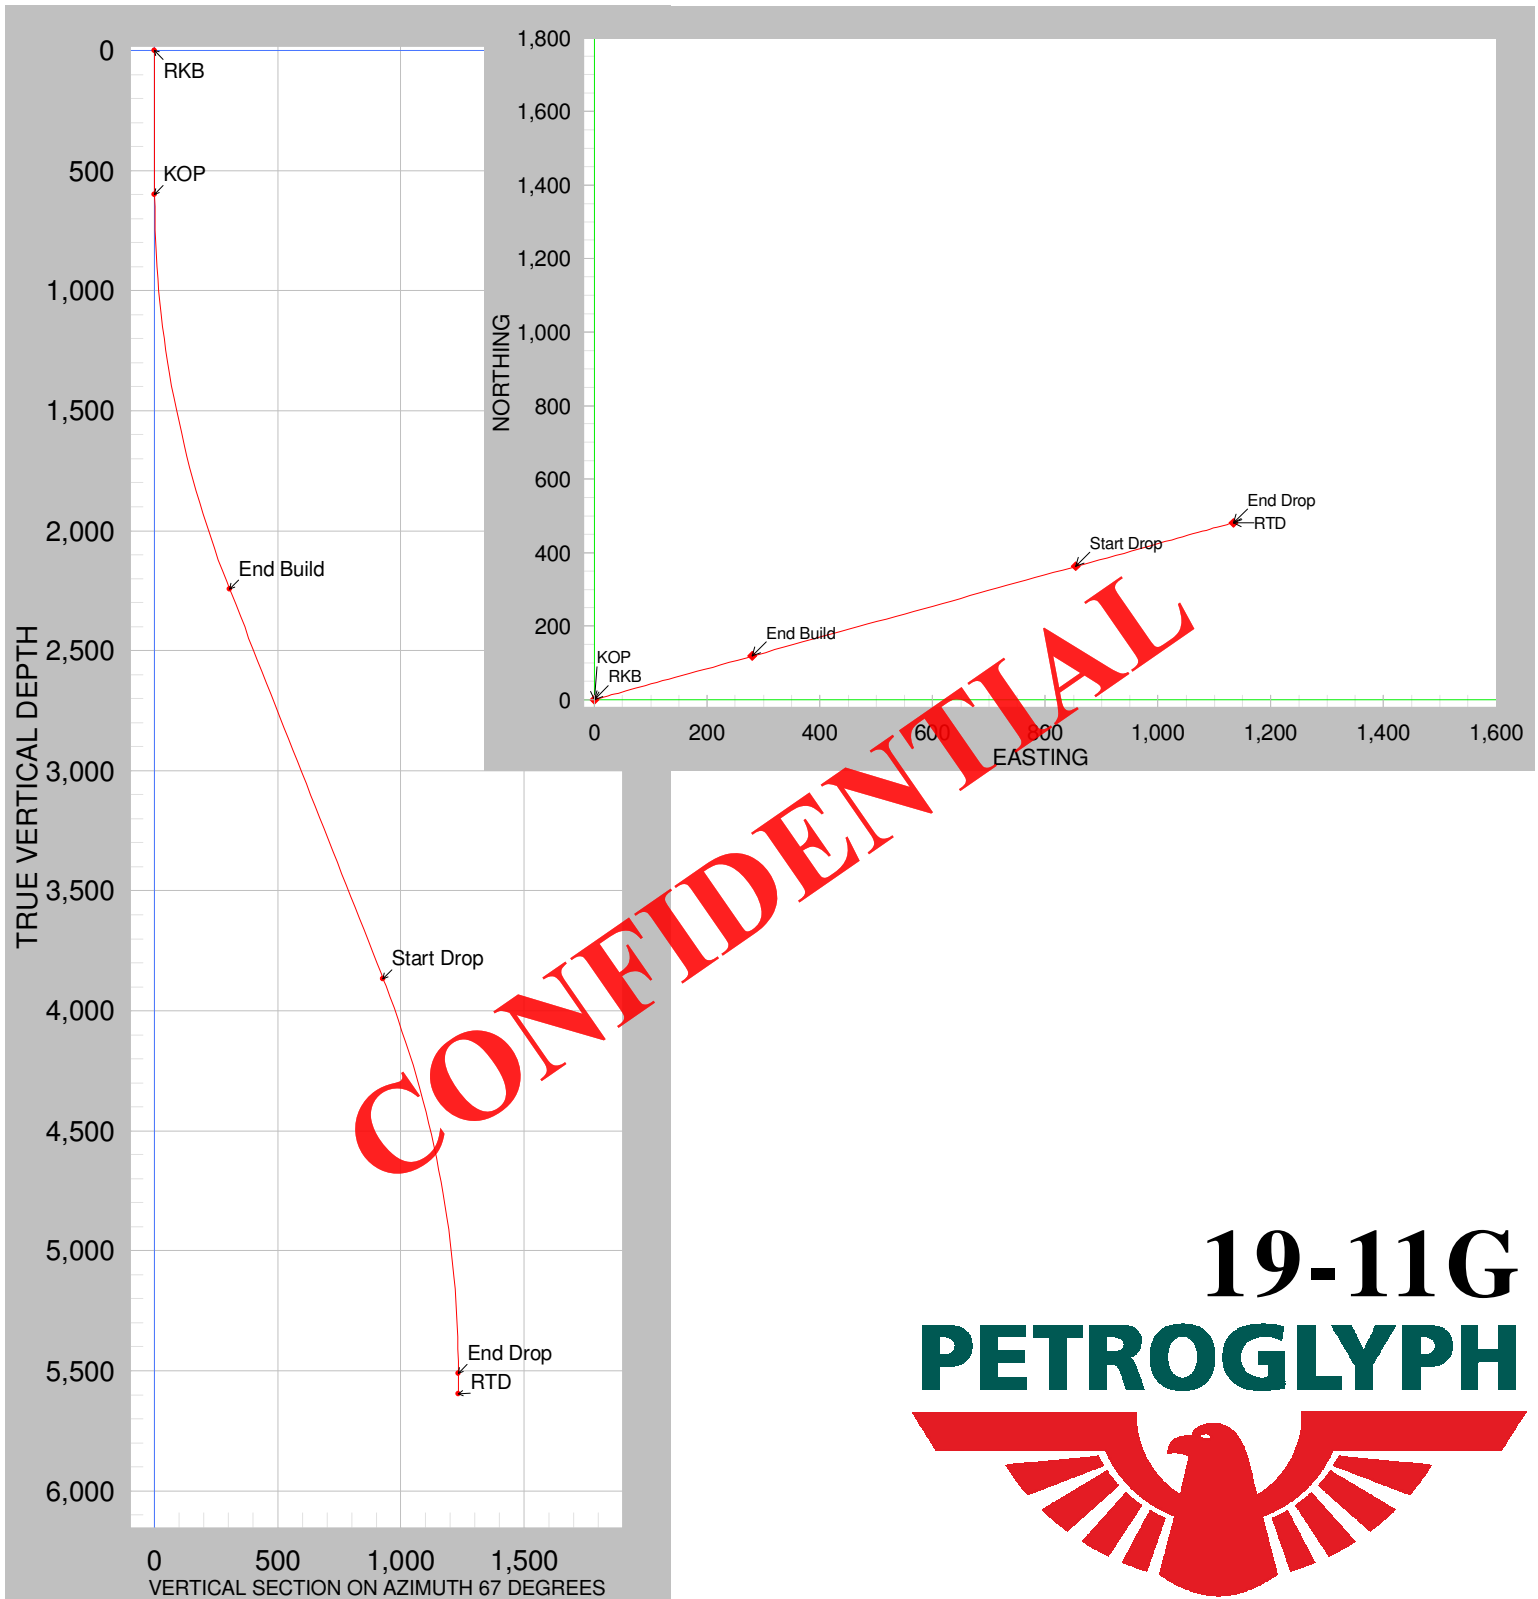 0
500
1,000
1,500
2,000
2,500
3,000
3,500
4,000
4,500
5,000
5,500
6,000
TRUE VERTICAL DEPTH
RKB
KOP
End Build
Start Drop
End Drop
RTD
0
500
1,000
1,500
VERTICAL SECTION ON AZIMUTH 67 DEGREES
1,800
1,600
1,400
1,200
1,000
800
600
400
200
0
NORTHING
End Drop
RTD
Start Drop
End Build
KOP
RKB
0
200
400
600
800
1,000
1,200
1,400
1,600
EASTING
CONFIDENTIAL
19-11G
PETROGLYPH